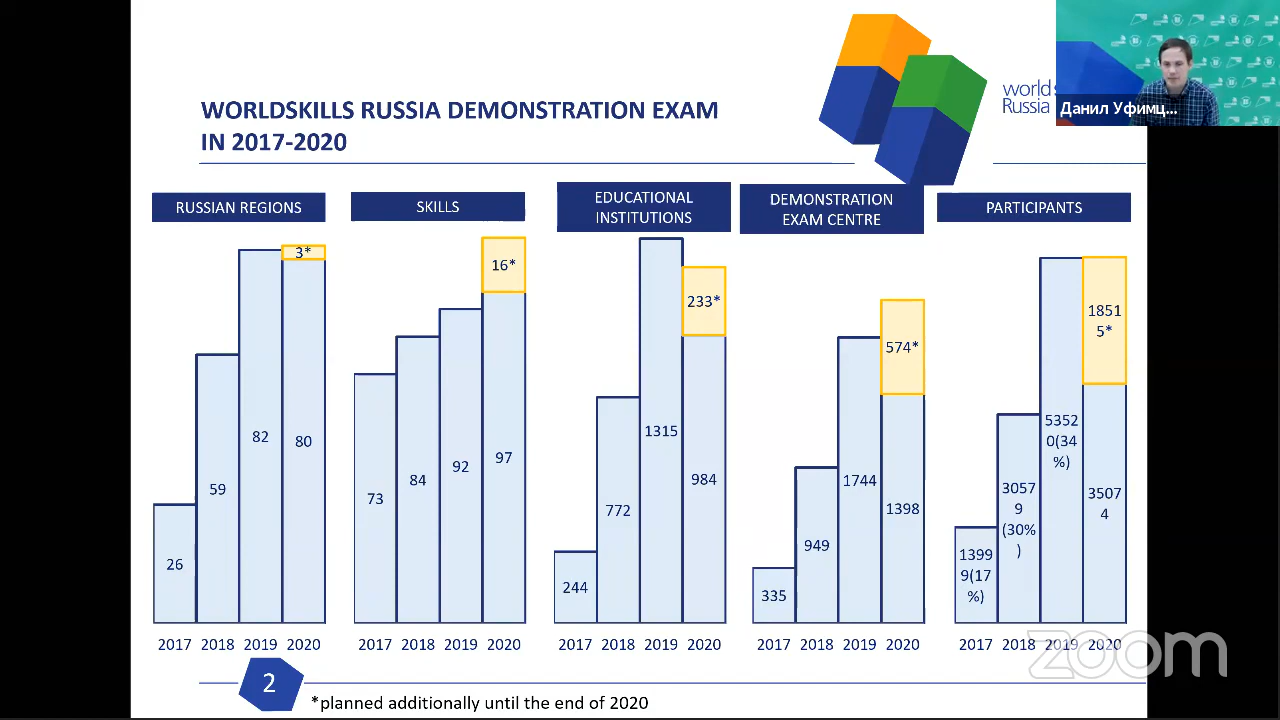 WORLDSKILLS RUSSIA DEMONSTRATION EXAM
IN 2017-2020
world
Russia
Данил Уфимц...
RUSSIAN REGIONS
SKILLS
EDUCATIONAL
INSTITUTIONS
DEMONSTRATION
EXAM CENTRE
PARTICIPANTS
26
59
82
3*
80
73
84
92
16*
97
244
772
1315
233*
984
335
949
1744
574*
1398
1399
9(17
%)
3057
9
(30%
)
5352
0(34
%)
1851
5*
3507
4
2017 2018 2019 2020
2017 2018 2019 2020
2017 2018 2019 2020
2017 2018 2019 2020
2017 2018 2019 2020
zoom
2
*planned additionally until the end of 2020